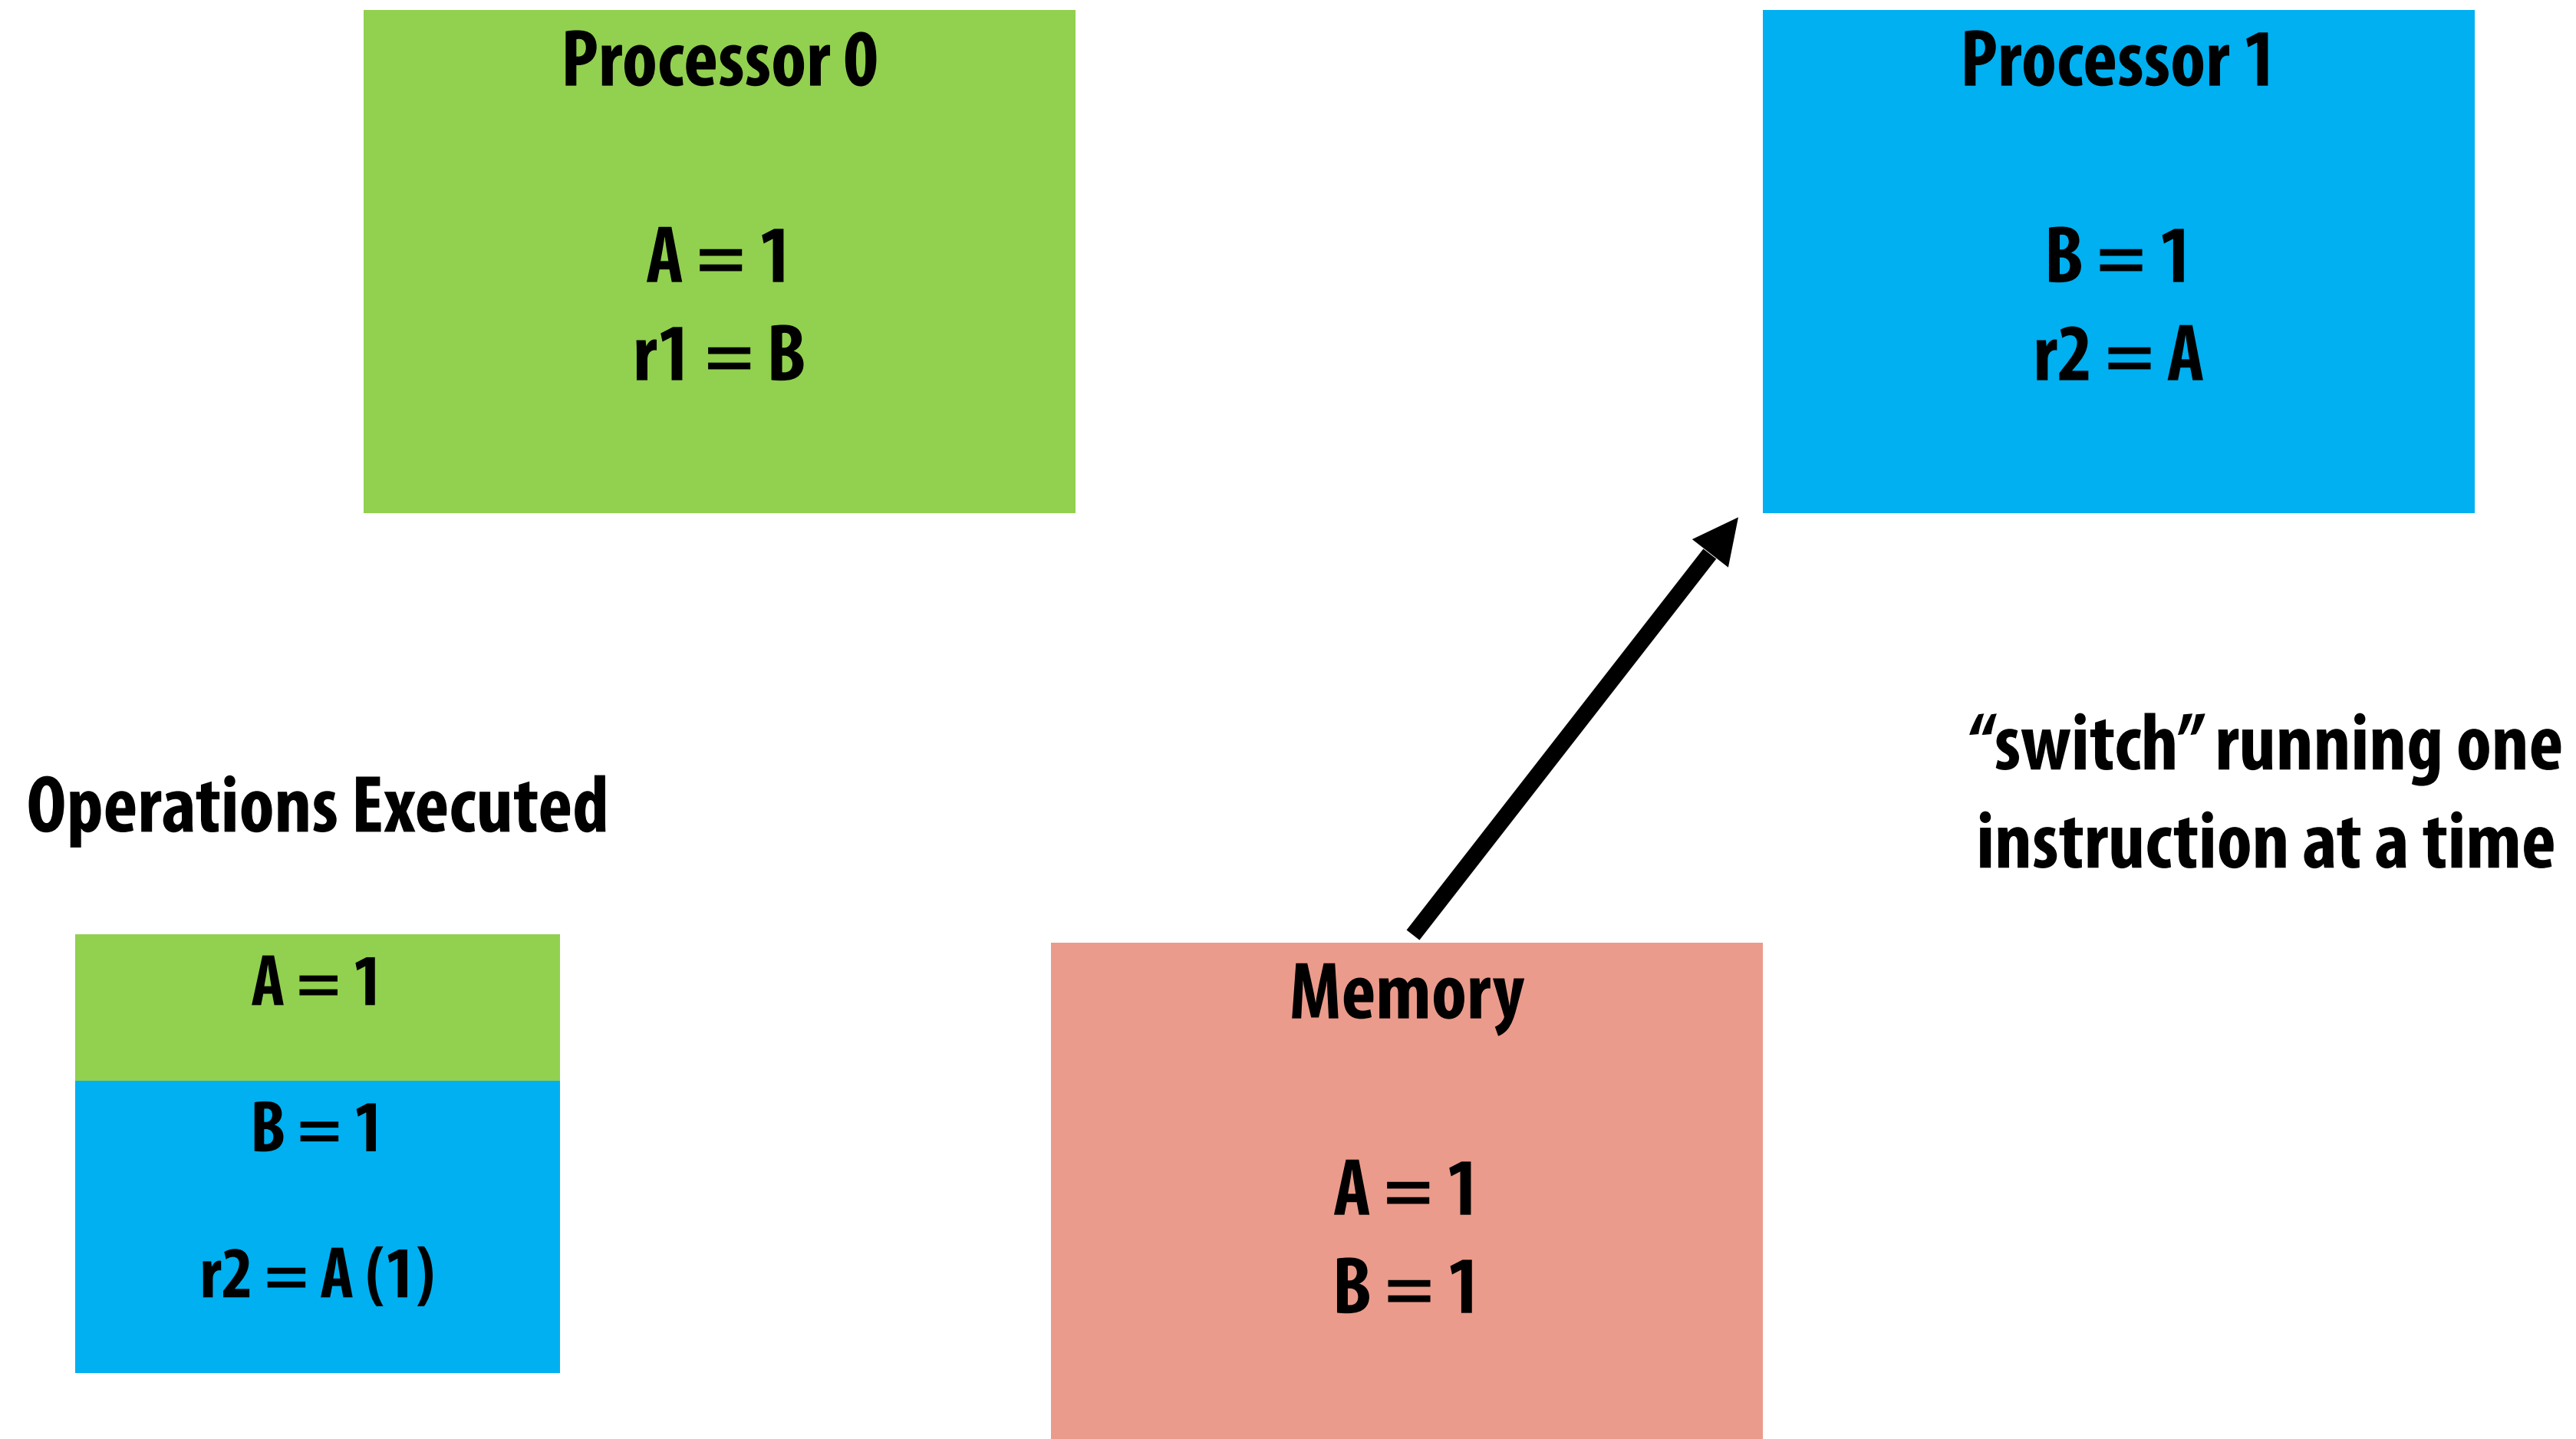 Processor 0
A = 1
r1 = B
Processor 1
B = 1
r2 = A
“switch” running one
instruction at a time
Operations Executed
A = 1
B = 1
r2 = A (1)
Memory
A = 1
B = 1